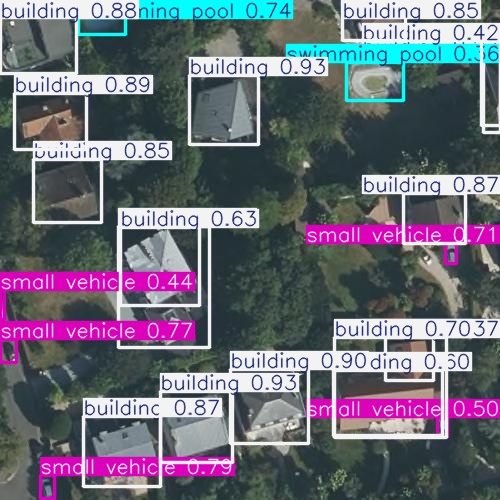 building 0.88
ning pool 0.74
building 0.85
building 0.42
swimming pool 0.36
building 0.93
building 0.89
building 0.85
building 0.87
building 0.63
small vehicle 0.71
small vehicle 0.44
small vehicle 0.77
building 0.7037
building 0.90
ding 0.60
building 0.93
building 0.87
small vehicle 0.50
small vehicle 0.79